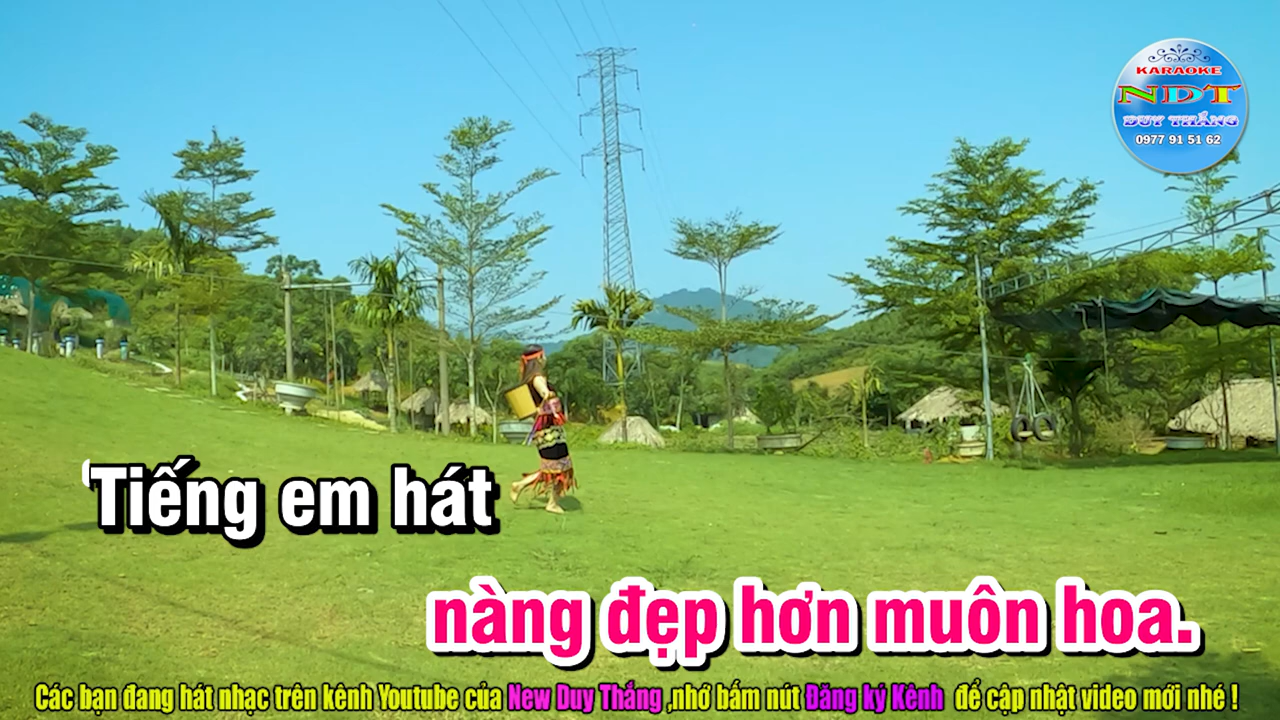 KARAOKE
NDT
DUY THẮNG
0977 91 51 62
Tiếng em hát
nàng đẹp hơn muôn hoa.
Các bạn đang hát nhạc trên kênh Youtube của New Duy Thắng ,nhớ bấm nút Đăng ký Kênh để cập nhật video mới nhé !